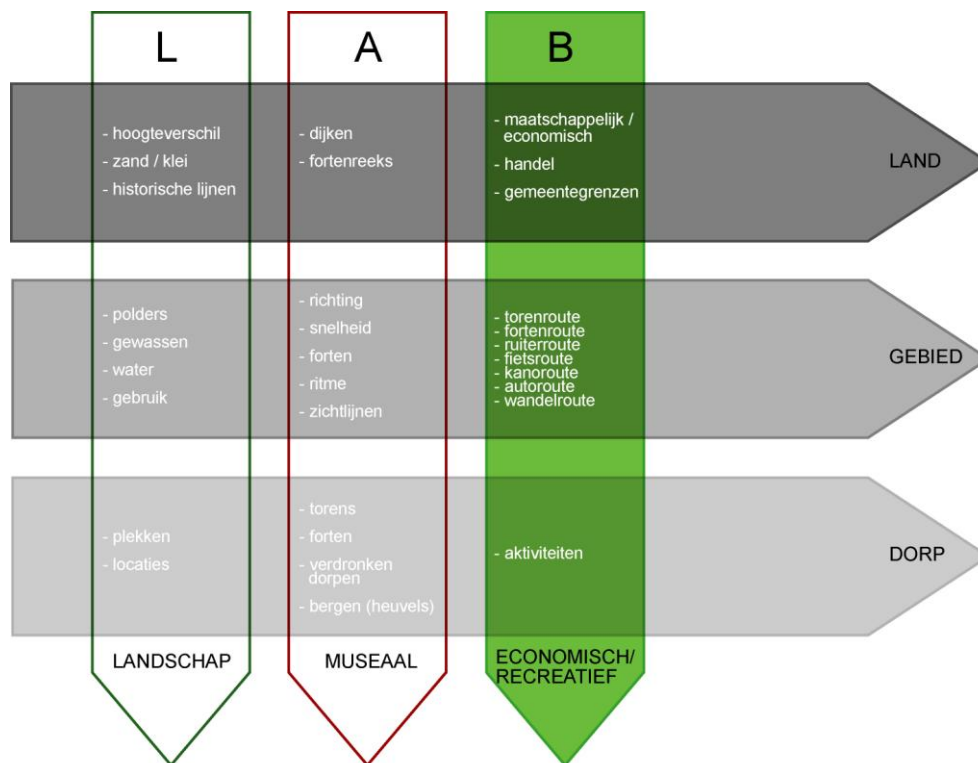 L
A
B
- hoogteverschil
- zand / klei
- historische lijnen
- dijken
- fortenreeks
- maatschappelijk /
economisch
- handel
- gemeentegrenzen
LAND
- polders
- gewassen
- water
- gebruik
- richting
- snelheid
- forten
- ritme
- zichtlijnen
- torenroute
- fortenroute
- ruiterroute
- fietsroute
- kanoroute
- autoroute
- wandelroute
GEBIED
- plekken
- locaties
- torens
- forten
- verdronken
dorpen
- bergen (heuvels)
- aktiviteiten
DORP
LANDSCHAP
MUSEAAL
ECONOMISCH/
RECREATIEF